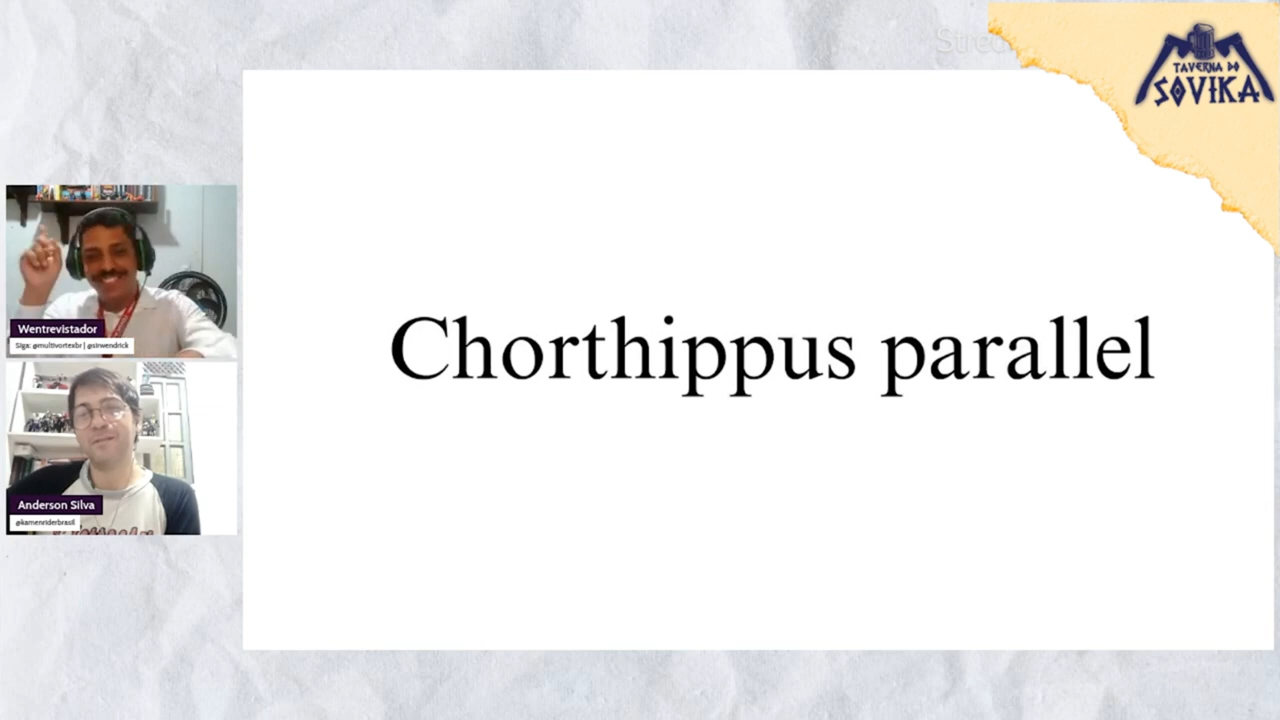 TAVERNA DO
SOVIKA
Wentrevistador
Siga: @multivortexbr | @sirwendrick
Chorthippus parallel
Anderson Silva
@kamenriderbrasil